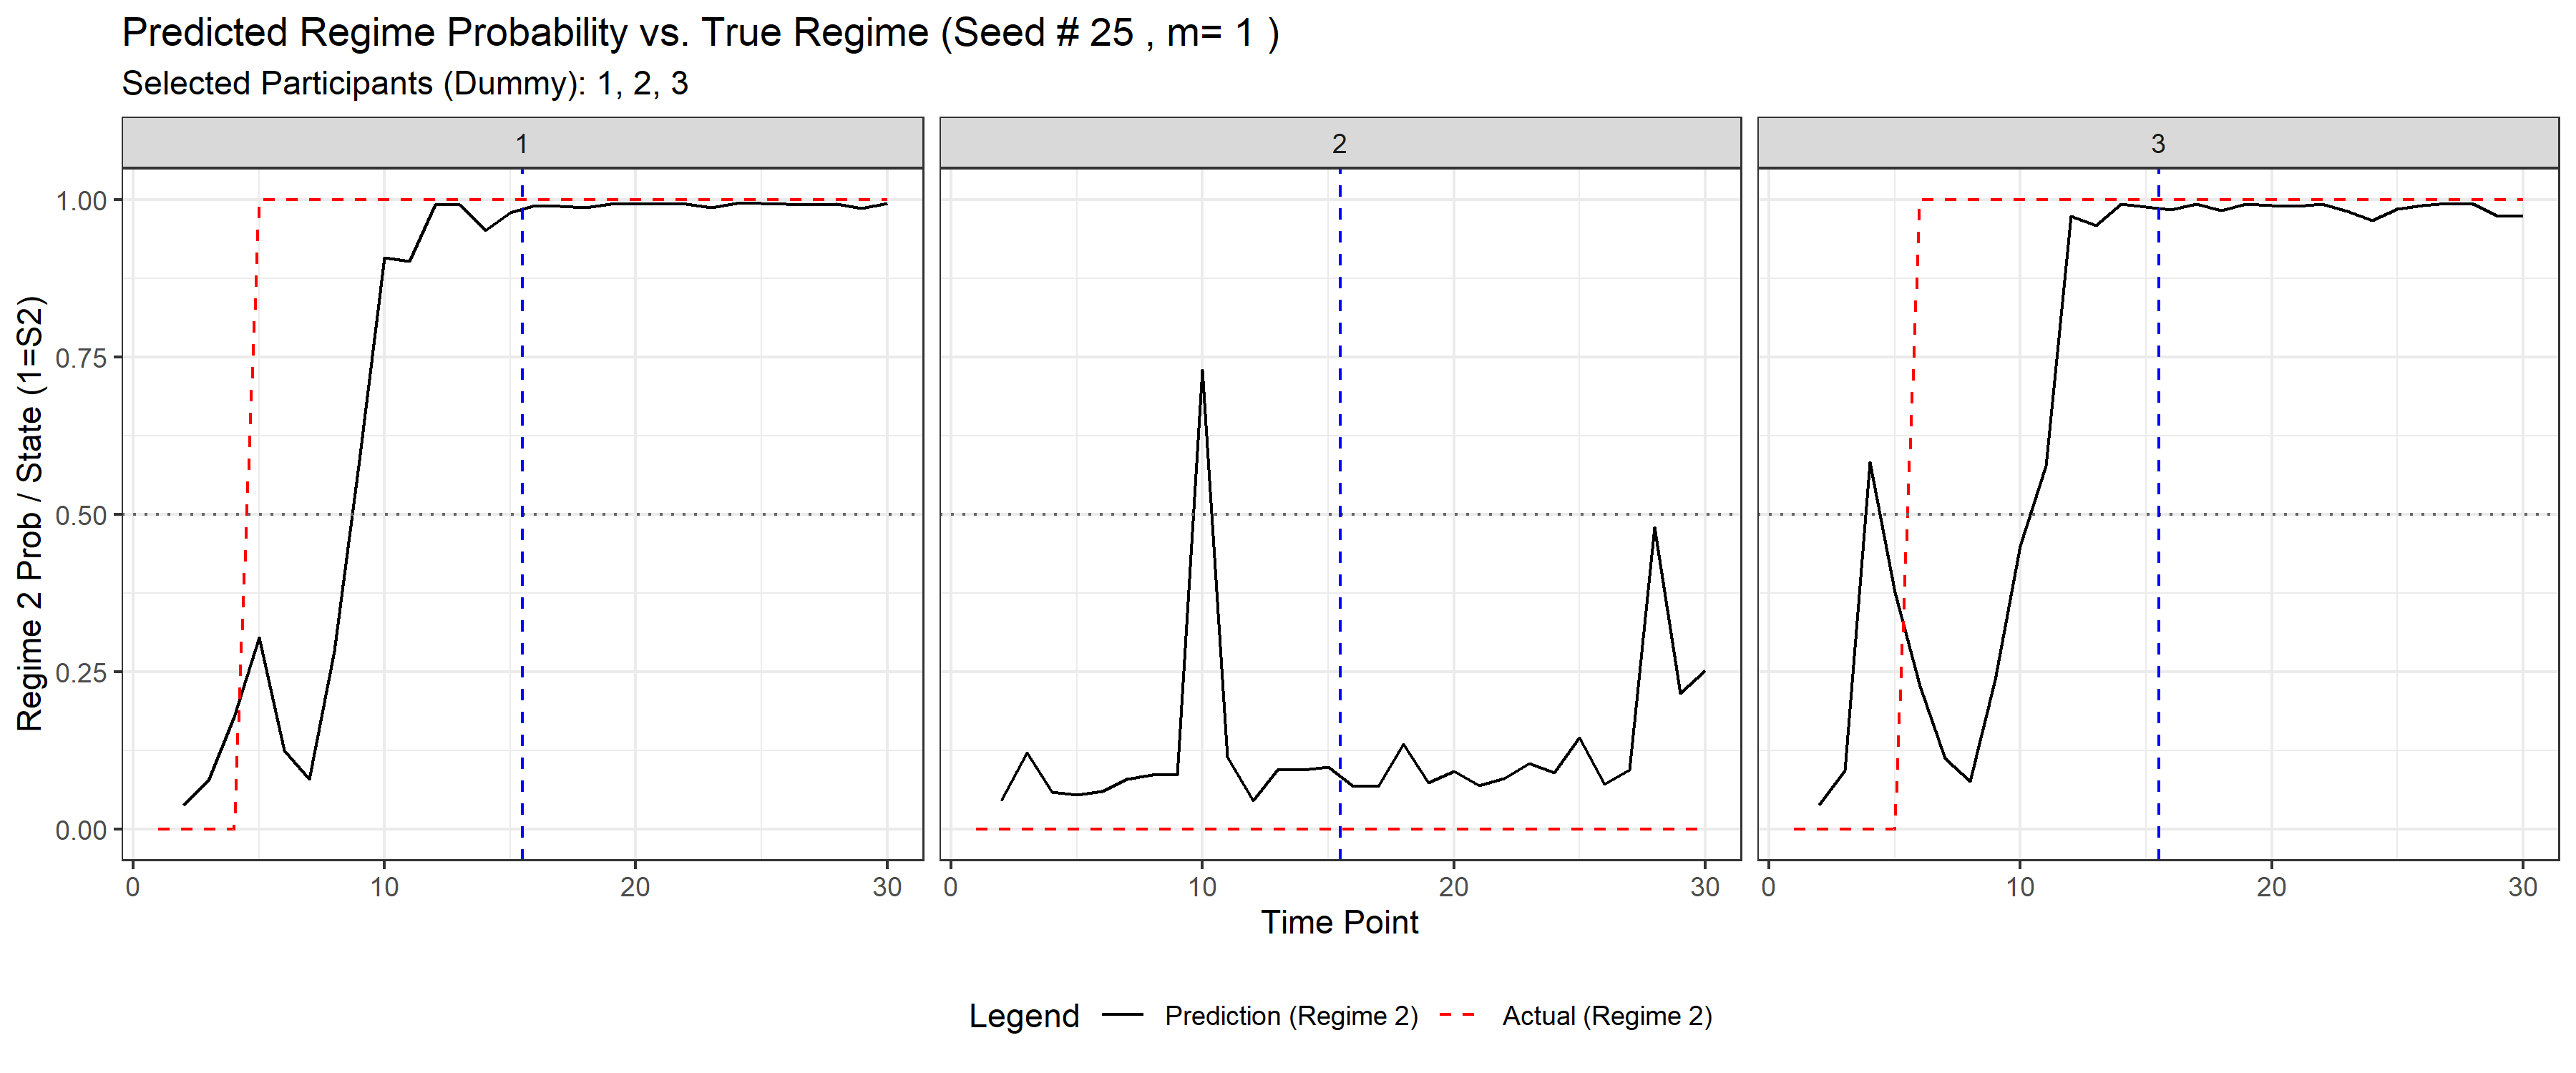 Predicted Regime Probability vs. True Regime (Seed # 25 , m= 1 )
Selected Participants (Dummy): 1, 2, 3
1
2
3
Regime 2 Prob / State (1=S2)
1.00
0.75
0.50
0.25
0.00
0 10 20 30
0 10 20 30
0 10 20 30
Time Point
Legend Prediction (Regime 2) Actual (Regime 2)